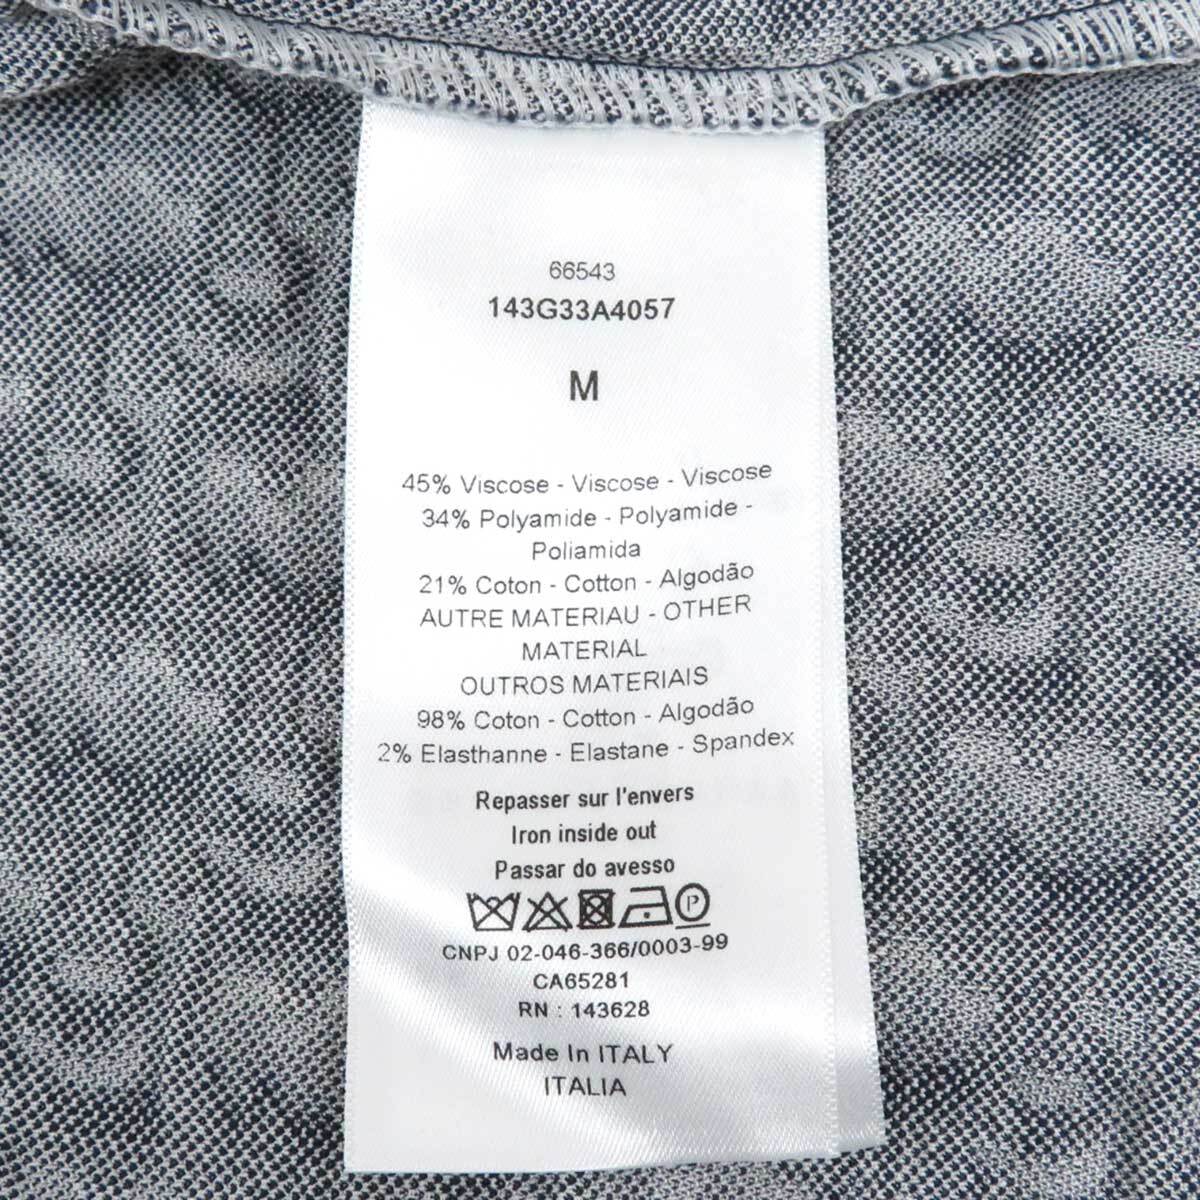 66543
143G33A4057
M
45% Viscose - Viscose - Viscose
34% Polyamide - Polyamide -
Poliamida
21% Coton - Cotton - Algodão
AUTRE MATERIAU - OTHER
MATERIAL
OUTROS MATERIAIS
98% Coton - Cotton - Algodão
2% Elasthanne - Elastane - Spandex
Repasser sur l'envers
Iron inside out
Passar do avesso
P
CNPJ 02-046-366/0003-99
CA65281
RN : 143628
Made In ITALY
ITALIA